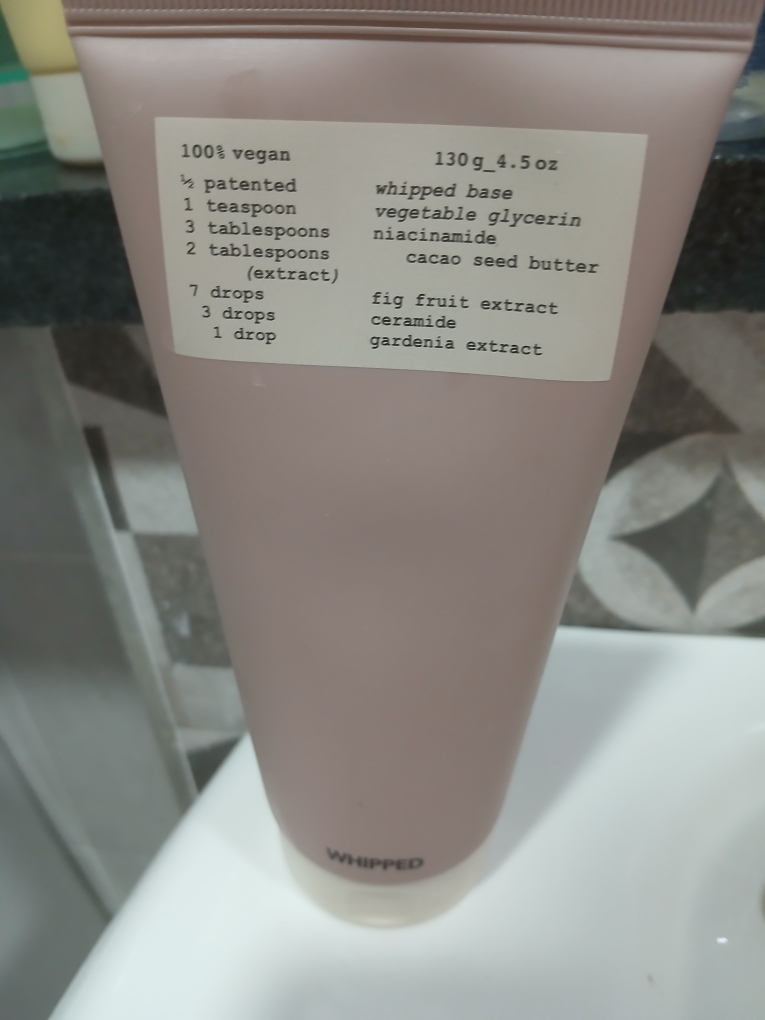 100% vegan 130g_4.5oz
½ patented whipped base
1 teaspoon vegetable glycerin
3 tablespoons niacinamide
2 tablespoons cacao seed butter
(extract)
7 drops fig fruit extract
3 drops ceramide
1 drop gardenia extract
WHIPPED